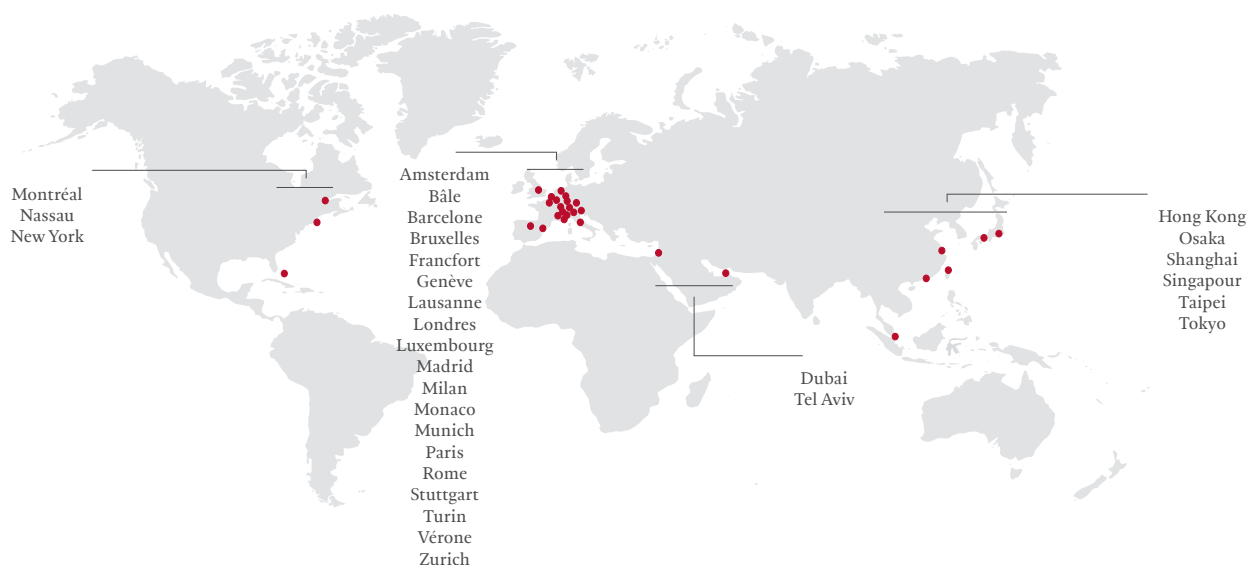 Montréal
Nassau
New York
Amsterdam
Bâle
Barcelone
Bruxelles
Francfort
Genève
Lausanne
Londres
Luxembourg
Madrid
Milan
Monaco
Munich
Paris
Rome
Stuttgart
Turin
Vérone
Zurich
Dubai
Tel Aviv
Hong Kong
Osaka
Shanghai
Singapour
Taipei
Tokyo